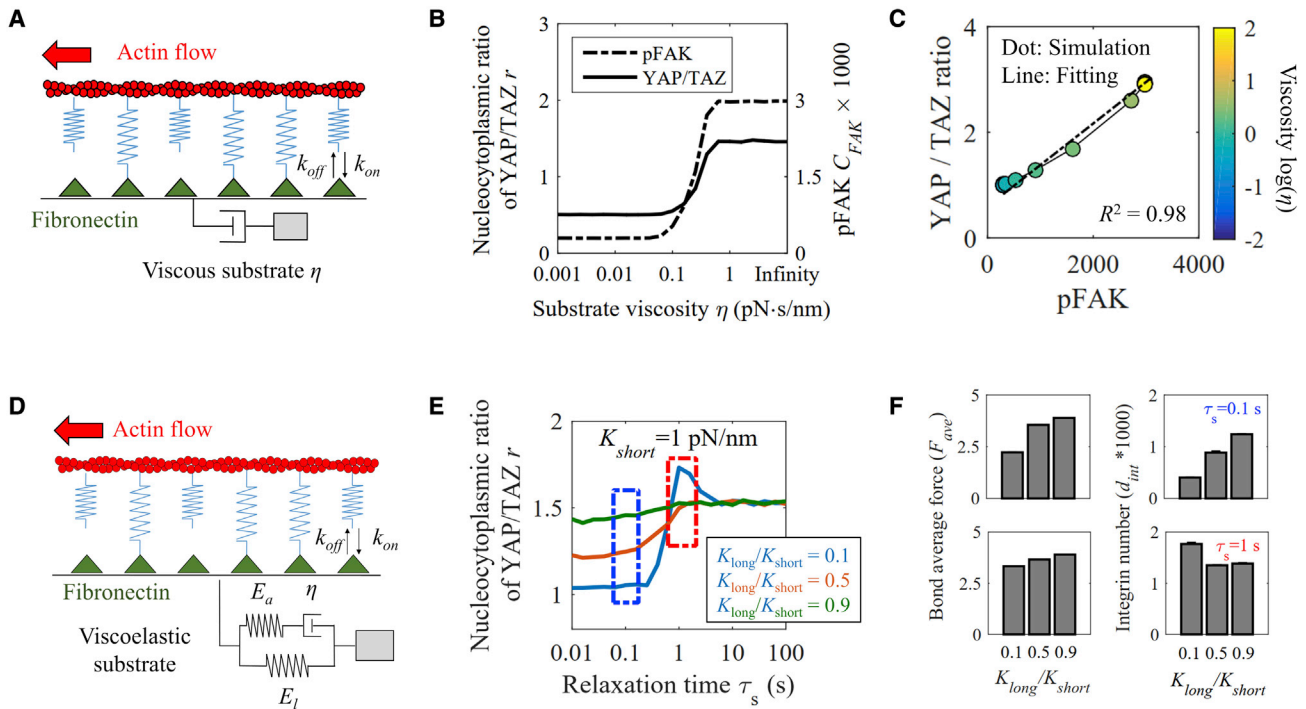 A
Actin flow
k_off
k_on
Fibronectin
Viscous substrate η
B
Nucleocytoplasmic ratio
of YAP/TAZ r
3
2
1
0
pFAK
YAP/TAZ
3
1.5
0
pFAK C_FAK × 1000
0.001 0.01 0.1 1 Infinity
Substrate viscosity η (pN·s/nm)
C
YAP / TAZ ratio
4
2
0
Dot: Simulation
Line: Fitting
R² = 0.98
0 2000 4000
pFAK
2
1
0
-1
-2
Viscosity log(η)
D
Actin flow
k_off
k_on
Fibronectin
E_a
η
Viscoelastic
substrate
E_l
E
Nucleocytoplasmic ratio
of YAP/TAZ r
2
1.5
1
K_short=1 pN/nm
K_long/K_short = 0.1
K_long/K_short = 0.5
K_long/K_short = 0.9
0.01 0.1 1 10 100
Relaxation time τ_s (s)
F
Bond average force (F_ave)
5
2.5
0
5
2.5
0
0.1 0.5 0.9
K_long/K_short
Integrin number (d_int *1000)
2
1
0
τ_s=0.1 s
2
1
0
τ_s=1 s
0.1 0.5 0.9
K_long/K_short